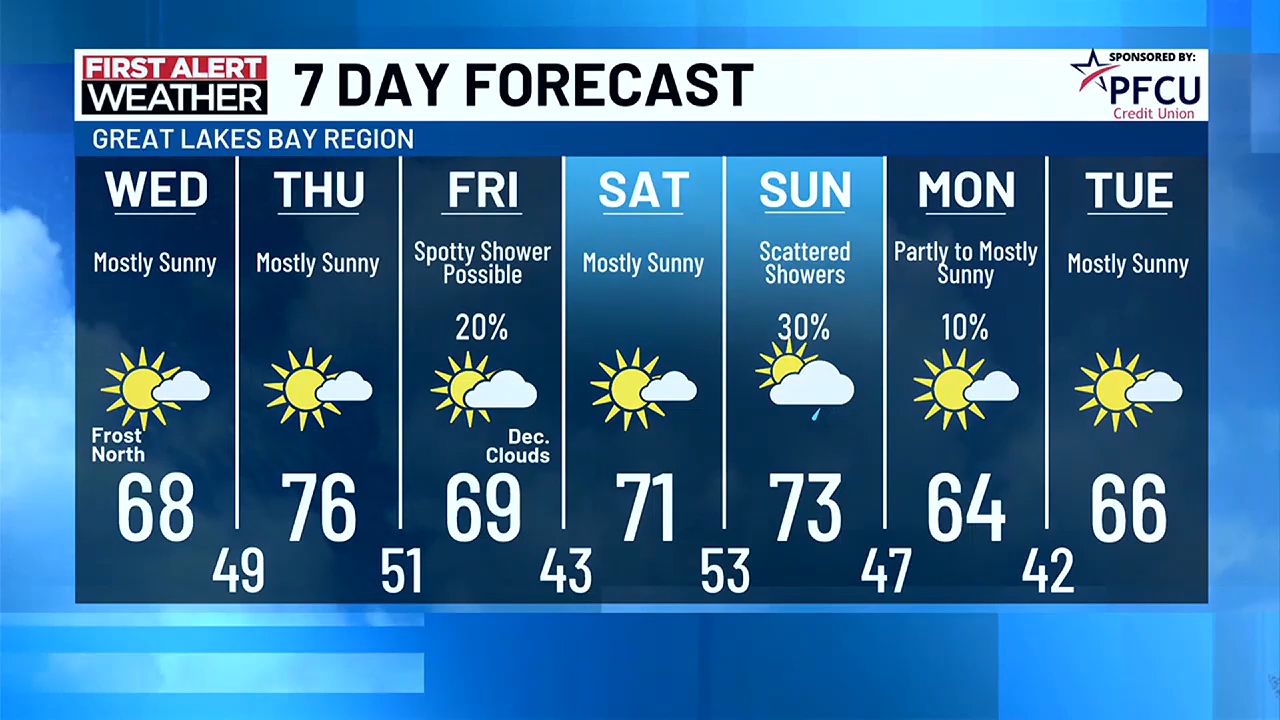 FIRST ALERT
WEATHER
7 DAY FORECAST
SPONSORED BY:
PFCU
Credit Union
GREAT LAKES BAY REGION
WED
Mostly Sunny
Frost
North
68
49
THU
Mostly Sunny
76
51
FRI
Spotty Shower
Possible
20%
Dec.
Clouds
69
43
SAT
Mostly Sunny
71
53
SUN
Scattered
Showers
30%
73
47
MON
Partly to Mostly
Sunny
10%
64
42
TUE
Mostly Sunny
66